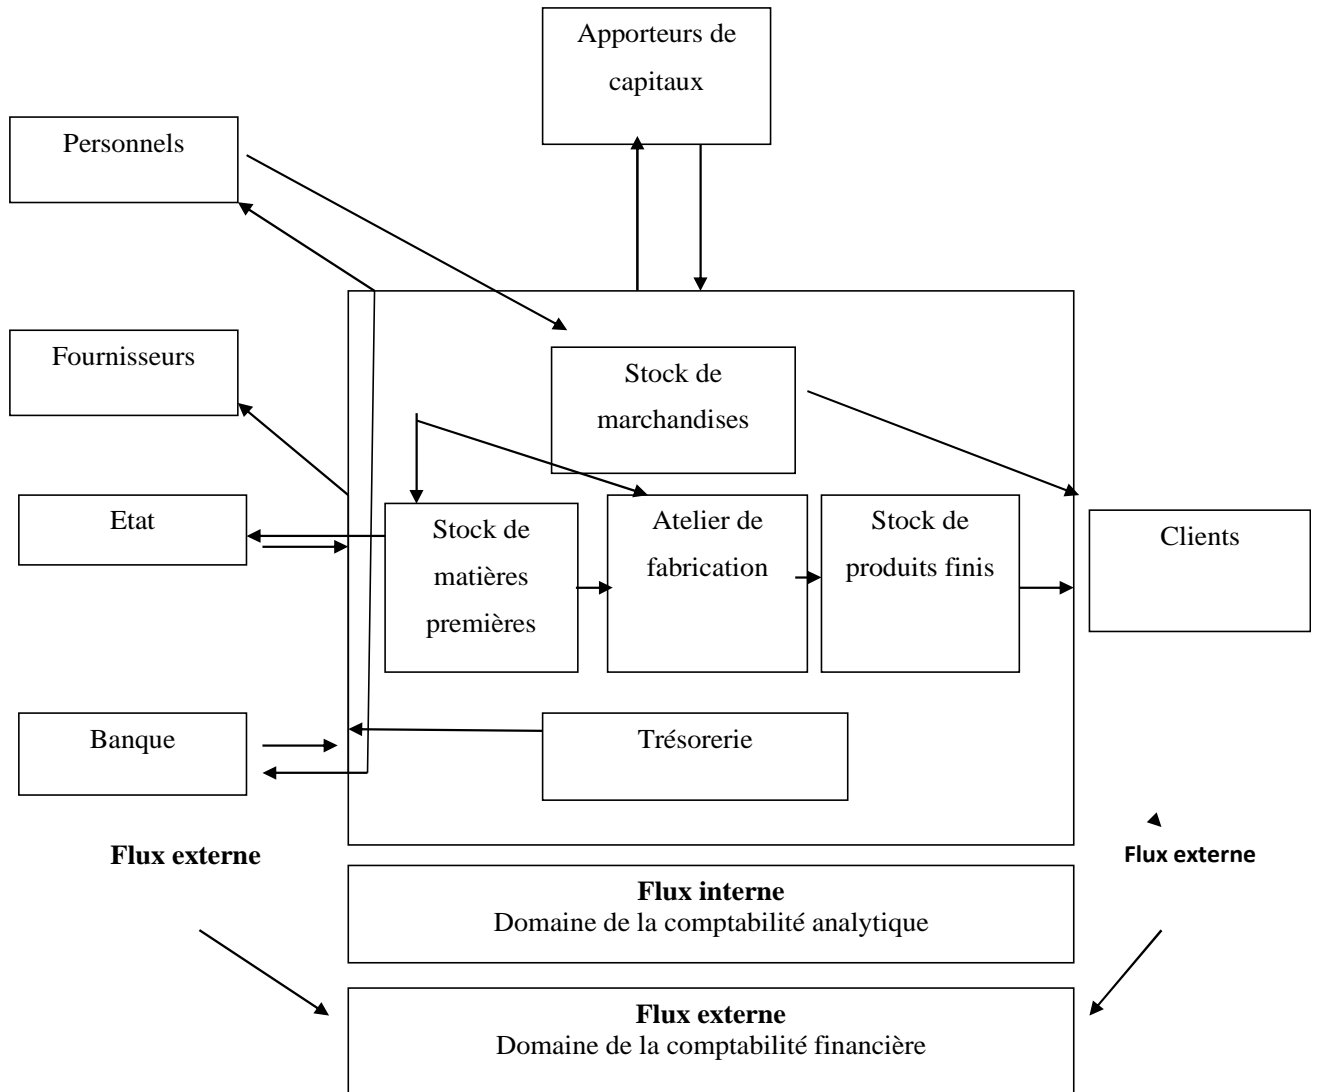 Apporteurs de
capitaux
Personnels
Fournisseurs
Stock de
marchandises
Etat
Stock de
matières
premières
Atelier de
fabrication
Stock de
produits finis
Clients
Banque
Trésorerie
Flux externe
Flux externe
Flux interne
Domaine de la comptabilité analytique
Flux externe
Domaine de la comptabilité financière